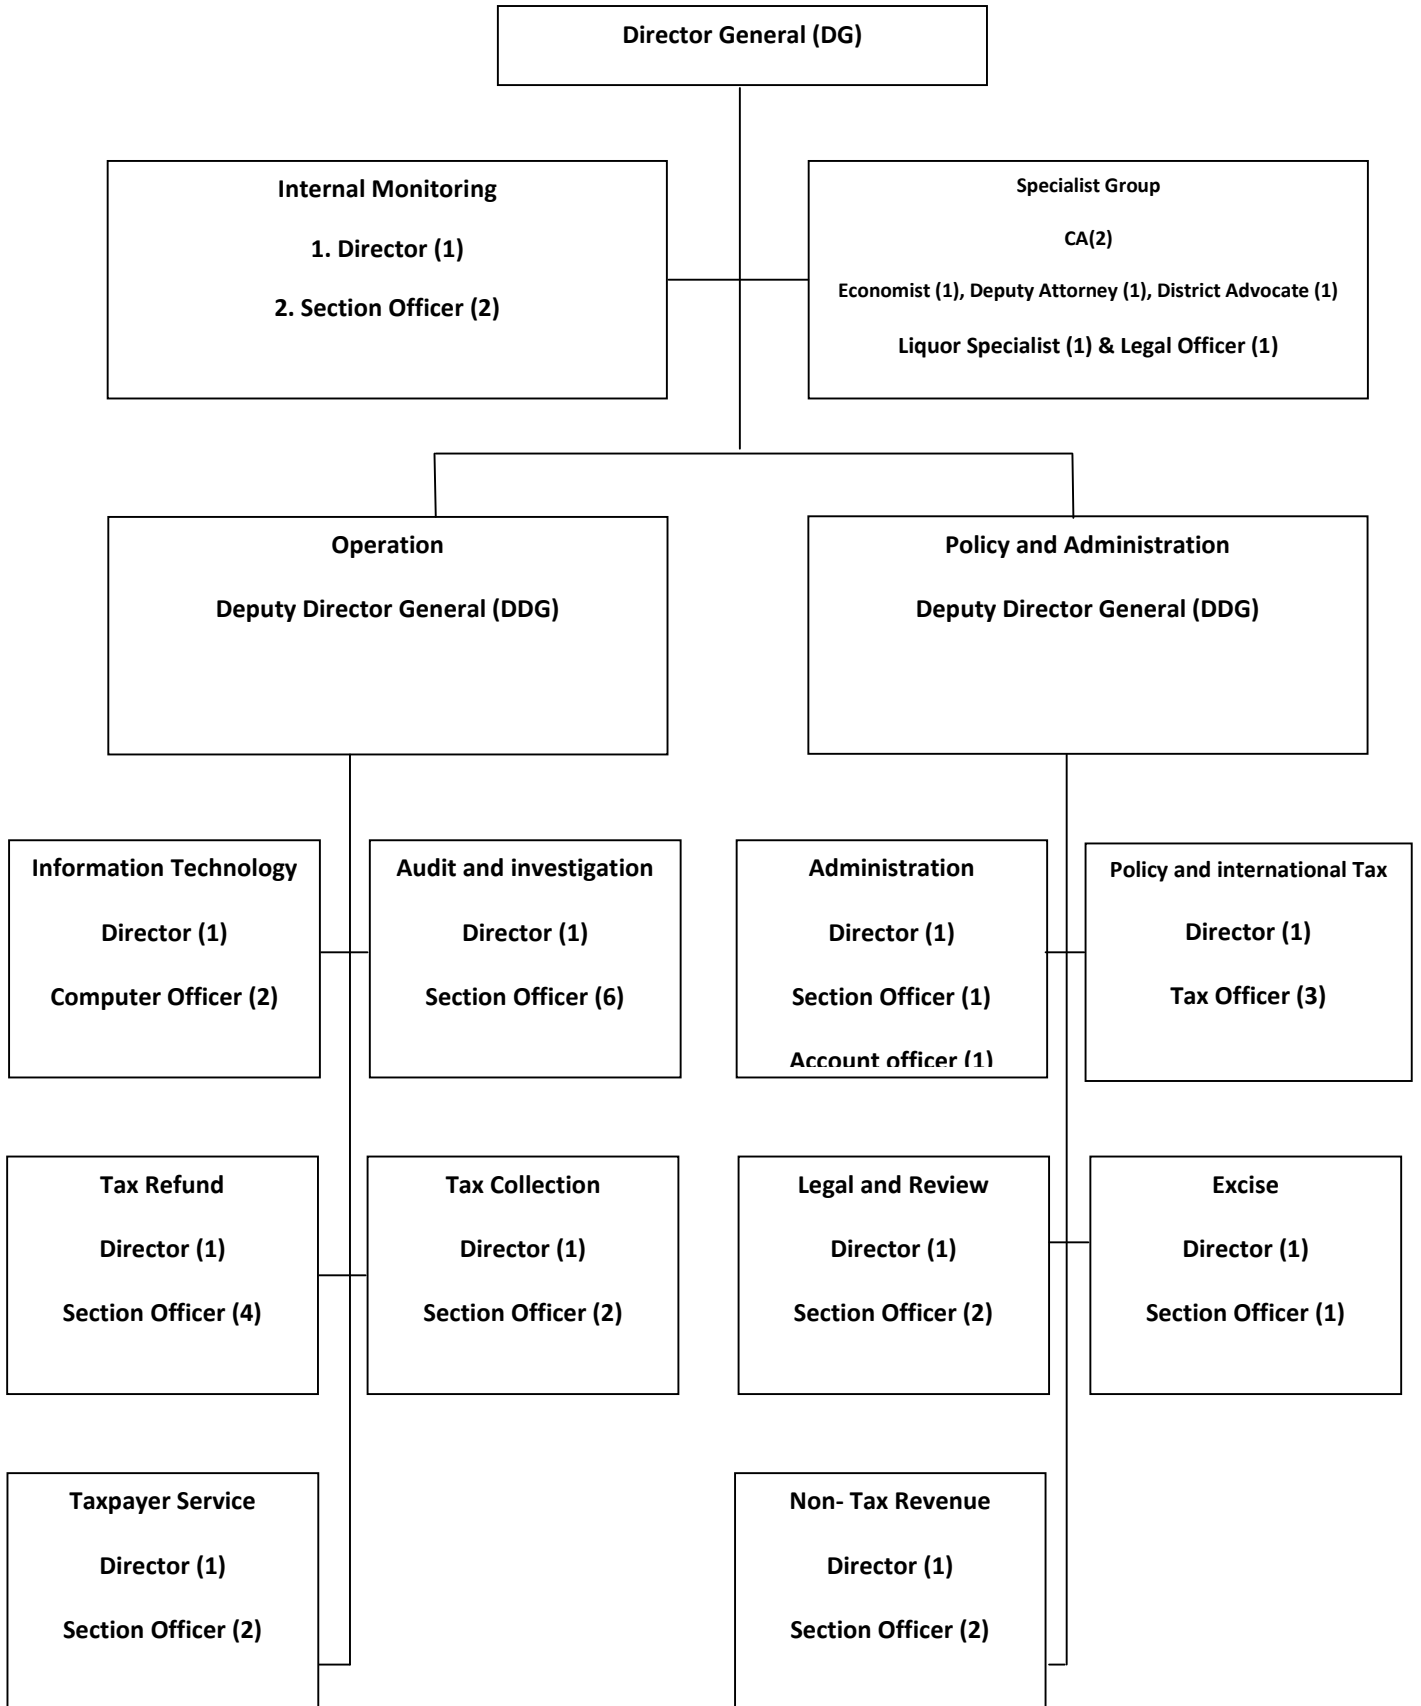 Director General (DG)
Internal Monitoring
1. Director (1)
2. Section Officer (2)
Specialist Group
CA(2)
Economist (1), Deputy Attorney (1), District Advocate (1)
Liquor Specialist (1) & Legal Officer (1)
Operation
Deputy Director General (DDG)
Policy and Administration
Deputy Director General (DDG)
Information Technology
Director (1)
Computer Officer (2)
Audit and investigation
Director (1)
Section Officer (6)
Administration
Director (1)
Section Officer (1)
Account officer (1)
Policy and international Tax
Director (1)
Tax Officer (3)
Tax Refund
Director (1)
Section Officer (4)
Tax Collection
Director (1)
Section Officer (2)
Legal and Review
Director (1)
Section Officer (2)
Excise
Director (1)
Section Officer (1)
Taxpayer Service
Director (1)
Section Officer (2)
Non- Tax Revenue
Director (1)
Section Officer (2)